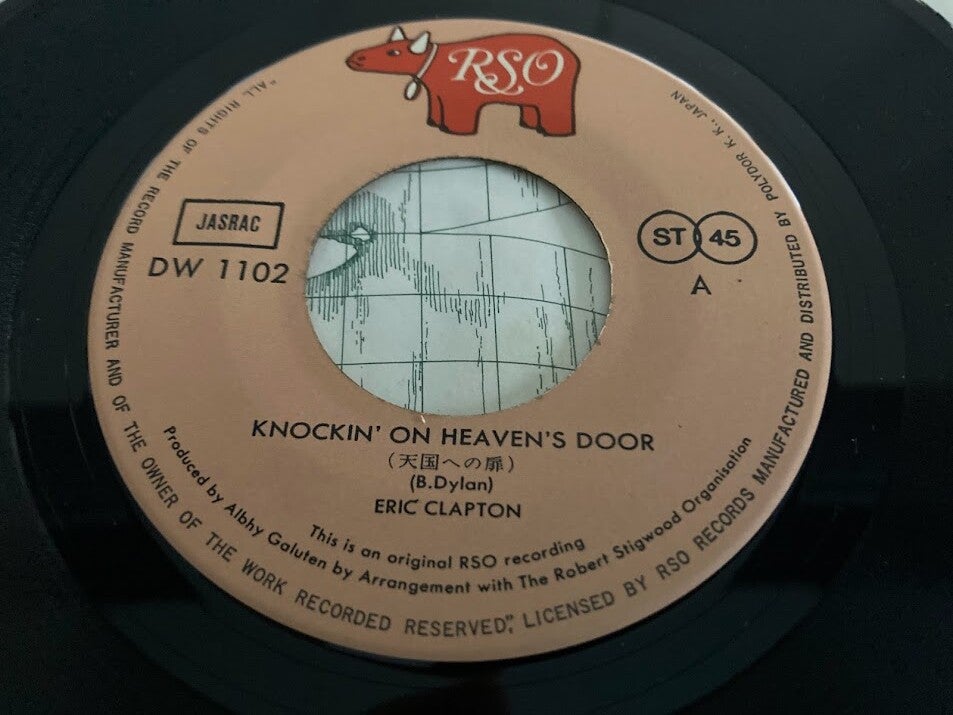 RSO
JASRAC
DW 1102
ST 45
A
KNOCKIN' ON HEAVEN'S DOOR
(天国への扉)
(B.Dylan)
ERIC CLAPTON
This is an original RSO recording
Produced by Albhy Galuten by Arrangement with The Robert Stigwood Organisation
"ALL RIGHTS OF THE RECORD MANUFACTURER AND OF THE OWNER OF THE WORK RECORDED RESERVED", LICENSED BY RSO RECORDS MANUFACTURED AND DISTRIBUTED BY POLYDOR K. K., JAPAN